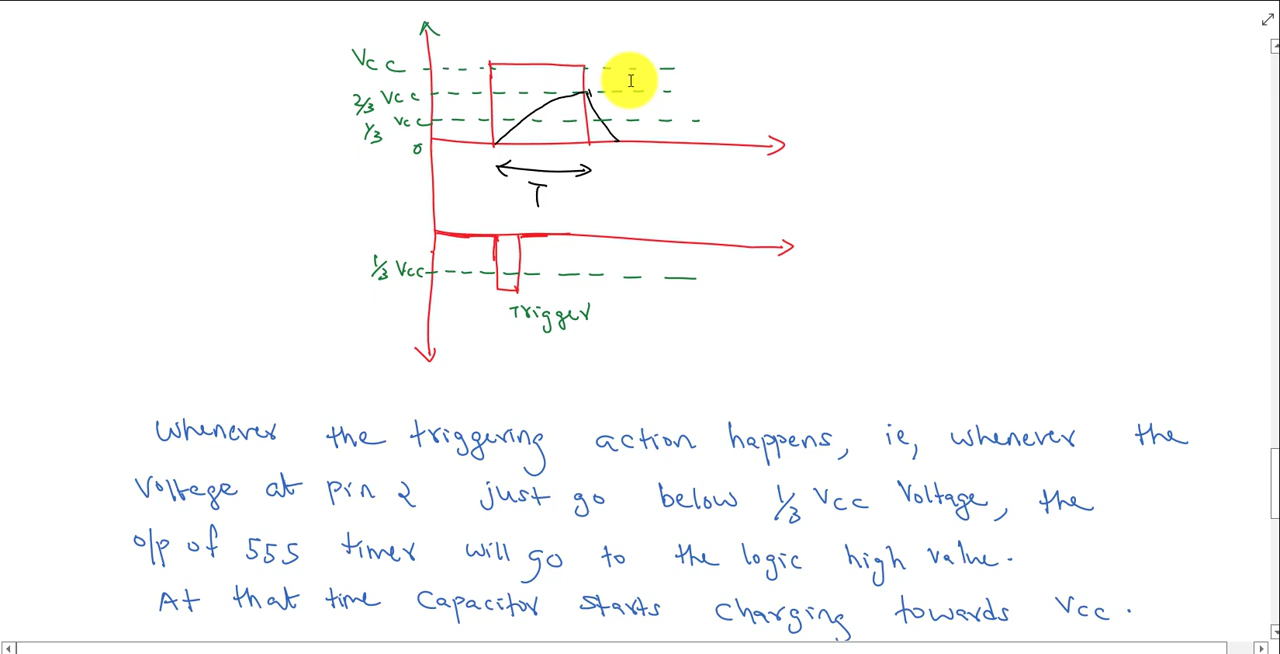 Vcc
2/3 Vcc
1/3 Vcc
0
T
1/3 Vcc
Trigger
Whenever the triggering action happens, ie, whenever the
Voltage at pin 2 just go below 1/3 Vcc Voltage, the
o/p of 555 timer will go to the logic high value.
At that time Capacitor starts charging towards Vcc.